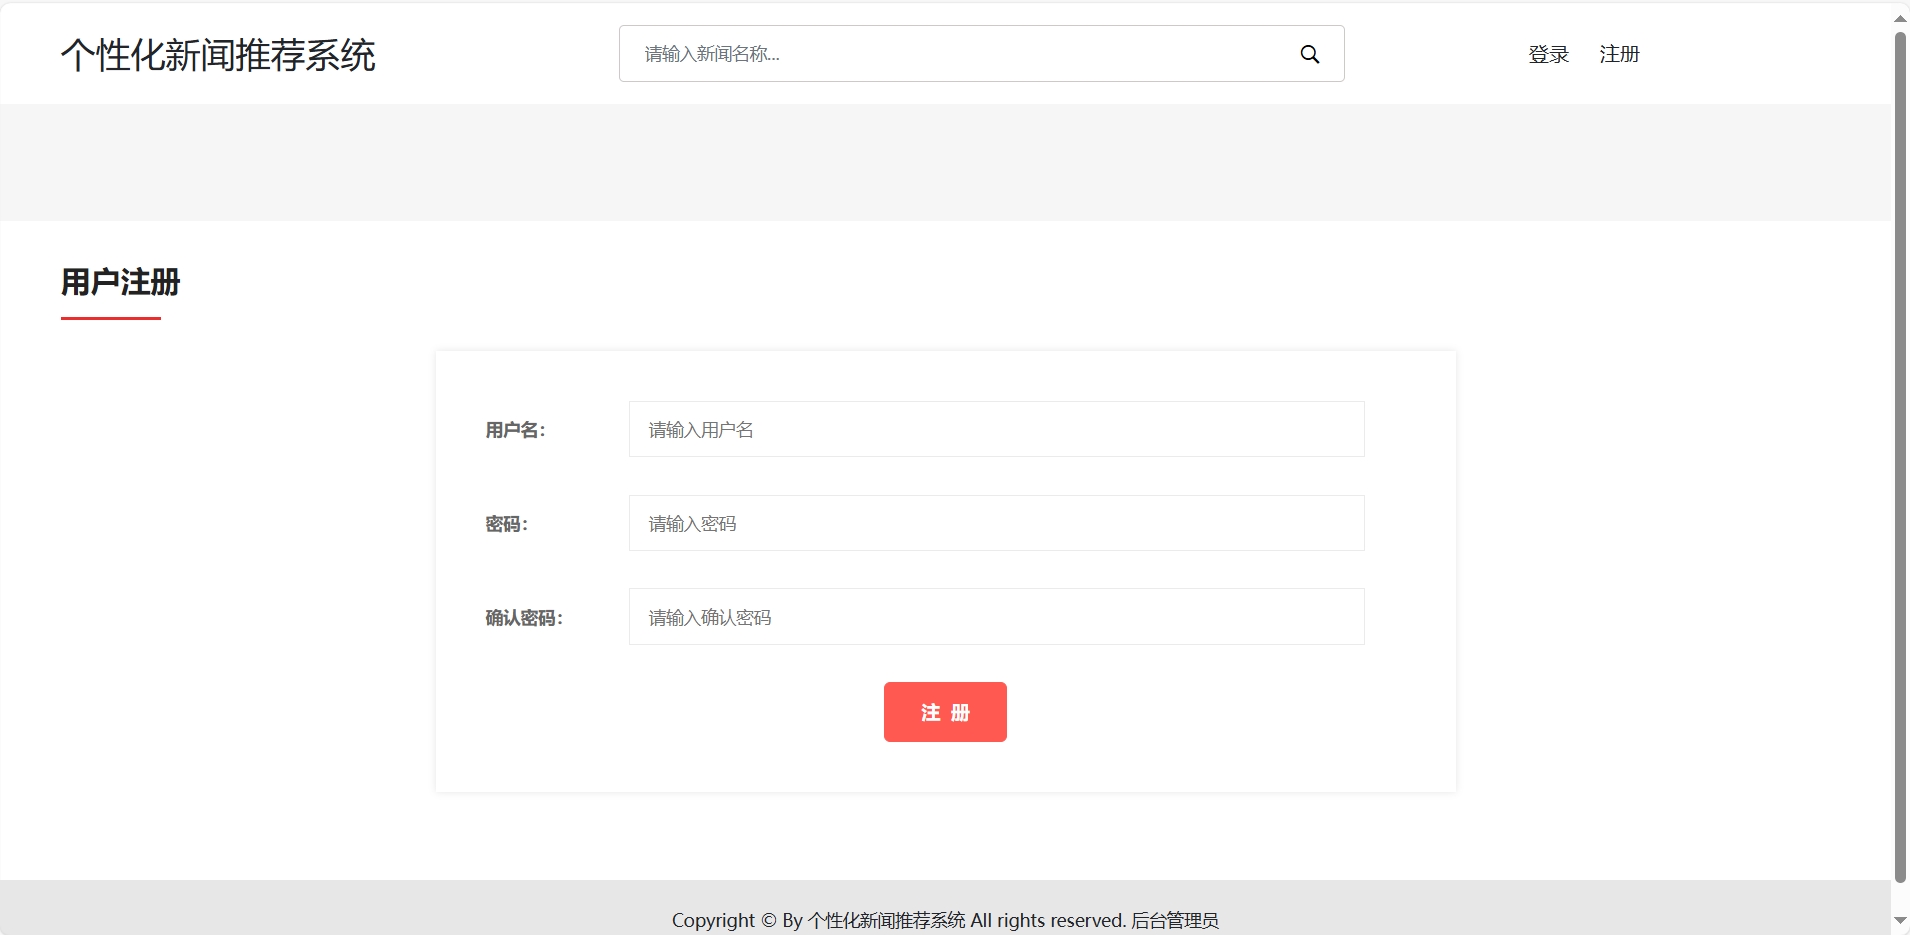 个性化新闻推荐系统
请输入新闻名称...
登录 注册
用户注册
用户名：
请输入用户名
密码：
请输入密码
确认密码：
请输入确认密码
注 册
Copyright © By 个性化新闻推荐系统 All rights reserved. 后台管理员